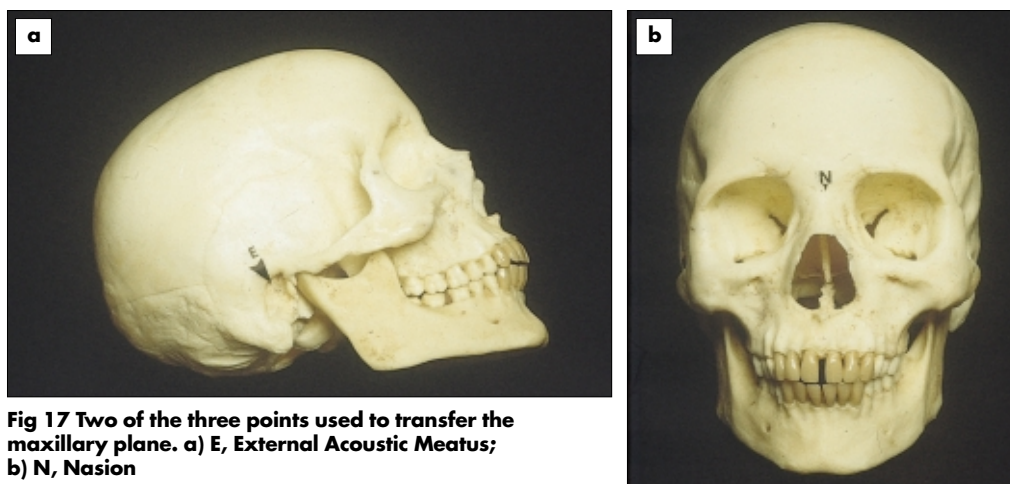 a
E
b
N
Fig 17 Two of the three points used to transfer the
maxillary plane. a) E, External Acoustic Meatus;
b) N, Nasion